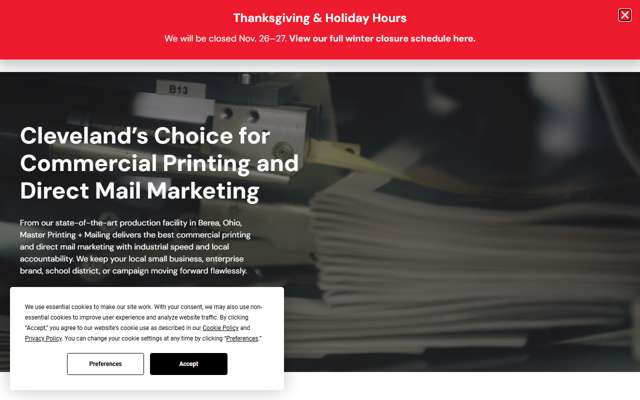 Thanksgiving & Holiday Hours
We will be closed Nov. 26–27. View our full winter closure schedule here.
B13
Cleveland’s Choice for
Commercial Printing and
Direct Mail Marketing
From our state-of-the-art production facility in Berea, Ohio,
Master Printing + Mailing delivers the best commercial printing
and direct mail marketing with industrial speed and local
accountability. We keep your local small business, enterprise
brand, school district, or campaign moving forward flawlessly.
We use essential cookies to make our site work. With your consent, we may also use non-
essential cookies to improve user experience and analyze website traffic. By clicking
“Accept,” you agree to our website's cookie use as described in our Cookie Policy and
Privacy Policy. You can change your cookie settings at any time by clicking “Preferences.”
Preferences
Accept